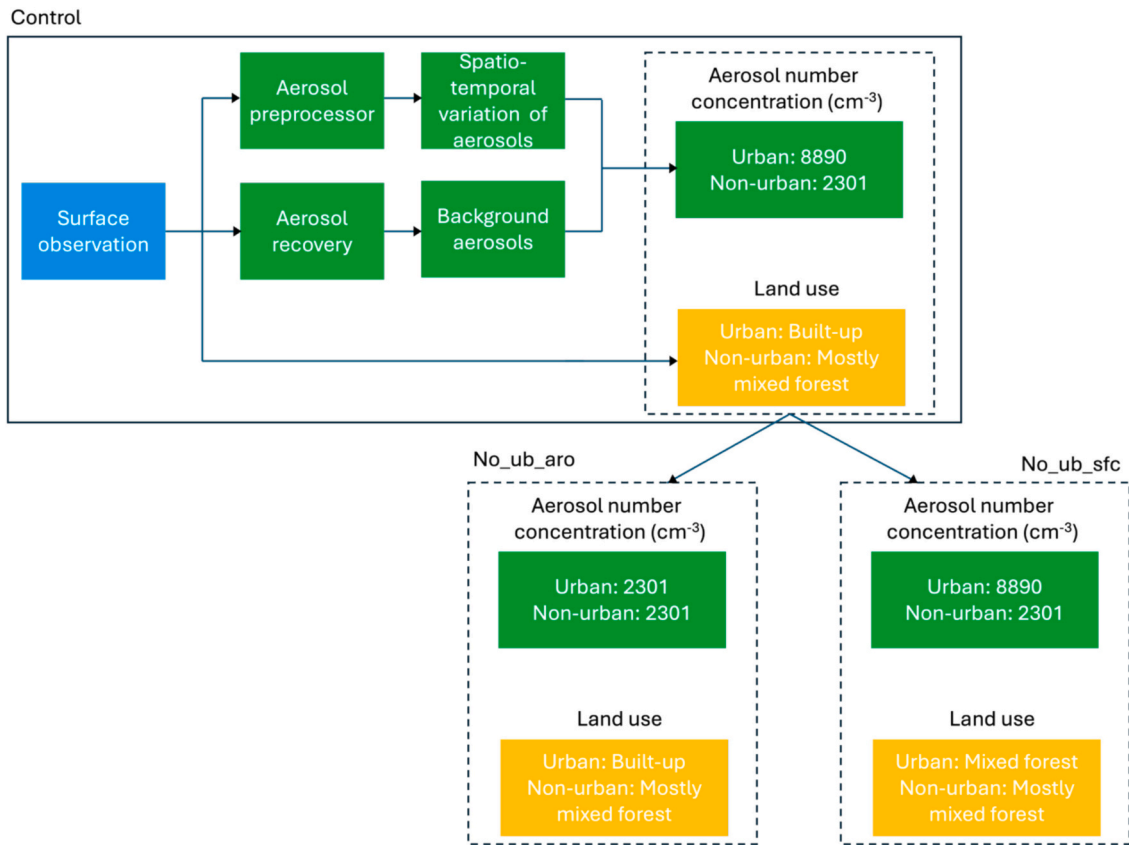 Control
Aerosol
preprocessor
Spatio-
temporal
variation of
aerosols
Aerosol number
concentration (cm-3)
Urban: 8890
Non-urban: 2301
Surface
observation
Aerosol
recovery
Background
aerosols
Land use
Urban: Built-up
Non-urban: Mostly
mixed forest
No_ub_aro
Aerosol number
concentration (cm-3)
Urban: 2301
Non-urban: 2301
Land use
Urban: Built-up
Non-urban: Mostly
mixed forest
No_ub_sfc
Aerosol number
concentration (cm-3)
Urban: 8890
Non-urban: 2301
Land use
Urban: Mixed forest
Non-urban: Mostly
mixed forest